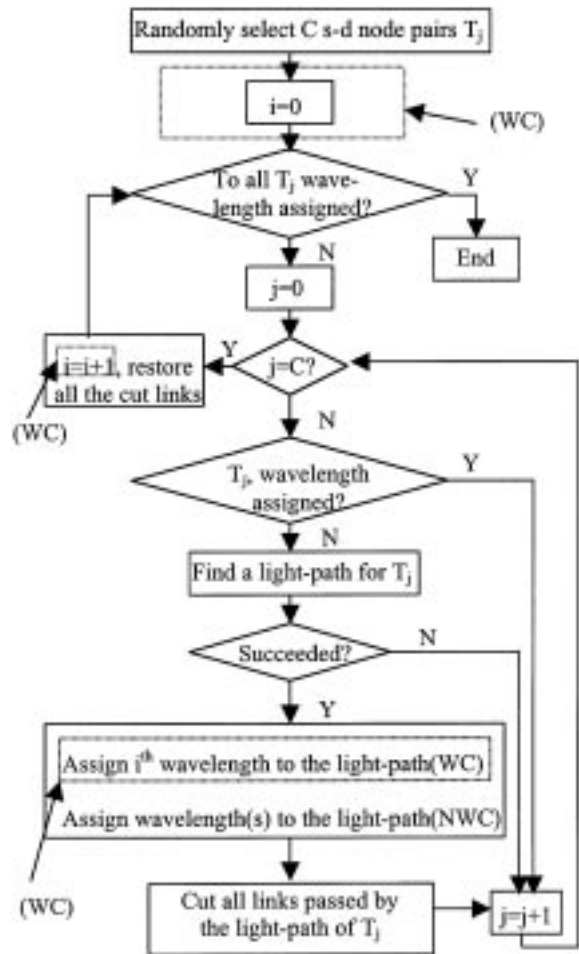 Randomly select C s-d node pairs Tj
i=0
(WC)
To all Tj wave-
length assigned?
Y
N
End
j=0
j=C?
Y
i=i+1, restore
all the cut links
(WC)
N
Tj, wavelength
assigned?
Y
N
Find a light-path for Tj
Succeeded?
N
Y
Assign ith wavelength to the light-path(WC)
Assign wavelength(s) to the light-path(NWC)
(WC)
Cut all links passed by
the light-path of Tj
j=j+1